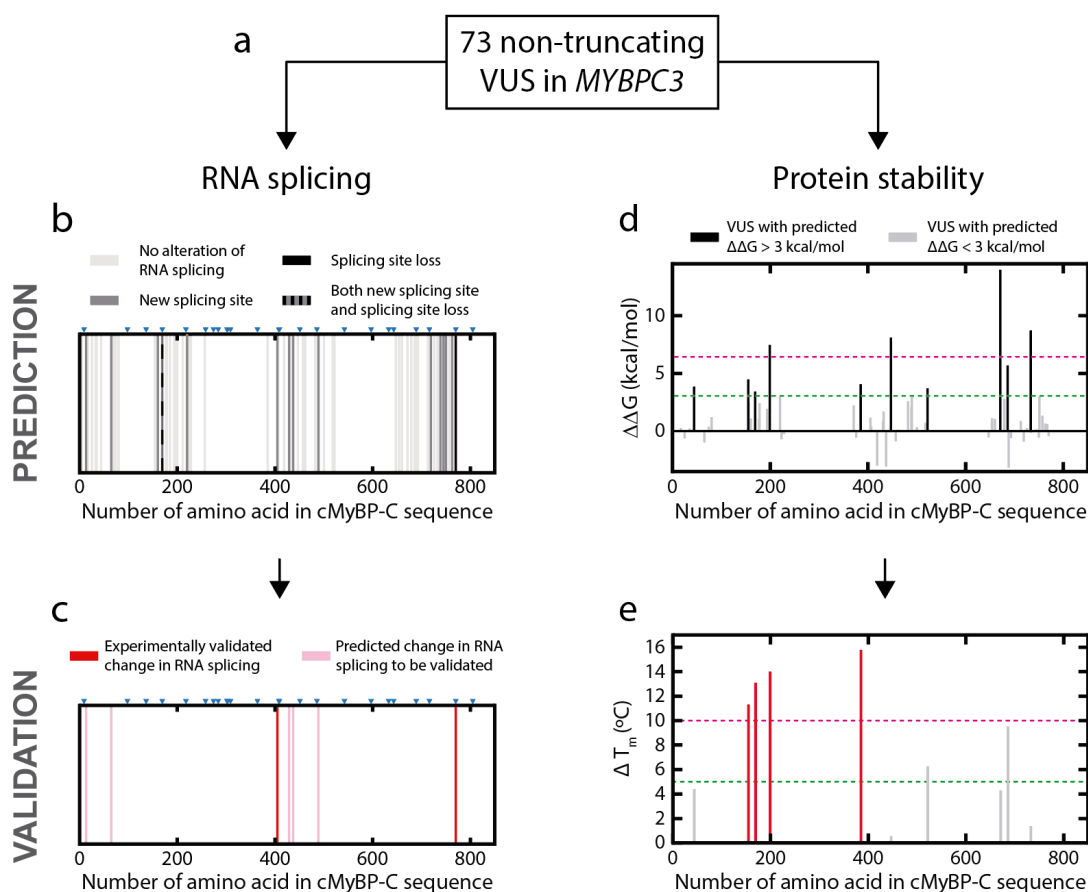 a
73 non-truncating
VUS in MYBPC3
RNA splicing
Protein stability
PREDICTION
b
No alteration of
RNA splicing
Splicing site loss
New splicing site
Both new splicing site
and splicing site loss
0 200 400 600 800
Number of amino acid in cMyBP-C sequence
d
VUS with predicted
ΔΔG > 3 kcal/mol
VUS with predicted
ΔΔG < 3 kcal/mol
ΔΔG (kcal/mol)
10
5
0
0 200 400 600 800
Number of amino acid in cMyBP-C sequence
VALIDATION
c
Experimentally validated
change in RNA splicing
Predicted change in RNA
splicing to be validated
0 200 400 600 800
Number of amino acid in cMyBP-C sequence
e
Δ Tm (ºC)
16
14
12
10
8
6
4
2
0
0 200 400 600 800
Number of amino acid in cMyBP-C sequence